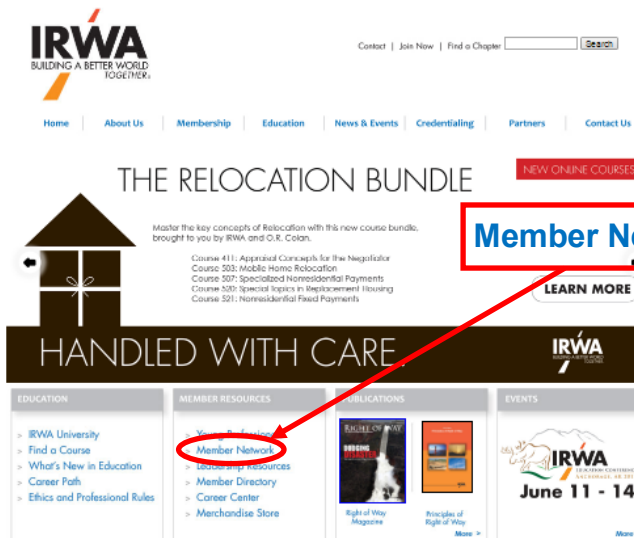 IRWA
BUILDING A BETTER WORLD
TOGETHER
Contact | Join Now | Find a Chapter
Search
Home About Us Membership Education News & Events Credentialing Partners Contact Us
THE RELOCATION BUNDLE
NEW ONLINE COURSES
Master the key concepts of Relocation with this new course bundle,
brought to you by IRWA and O.R. Colan.
Course 411: Appraisal Concepts for the Negotiator
Course 503: Mobile Home Relocation
Course 507: Specialized Nonresidential Payments
Course 520: Special Topics in Replacement Housing
Course 521: Nonresidential Fixed Payments
Member Ne
LEARN MORE
HANDLED WITH CARE.
IRWA
EDUCATION
> IRWA University
> Find a Course
> What's New in Education
> Career Path
> Ethics and Professional Rules
MEMBER RESOURCES
> Young Professionals
> Member Network
> Leadership Resources
> Member Directory
> Career Center
> Merchandise Store
PUBLICATIONS
RIGHT OF WAY
Right of Way
Magazine
Principles of
Right of Way
More >
EVENTS
IRWA
June 11 - 14
More